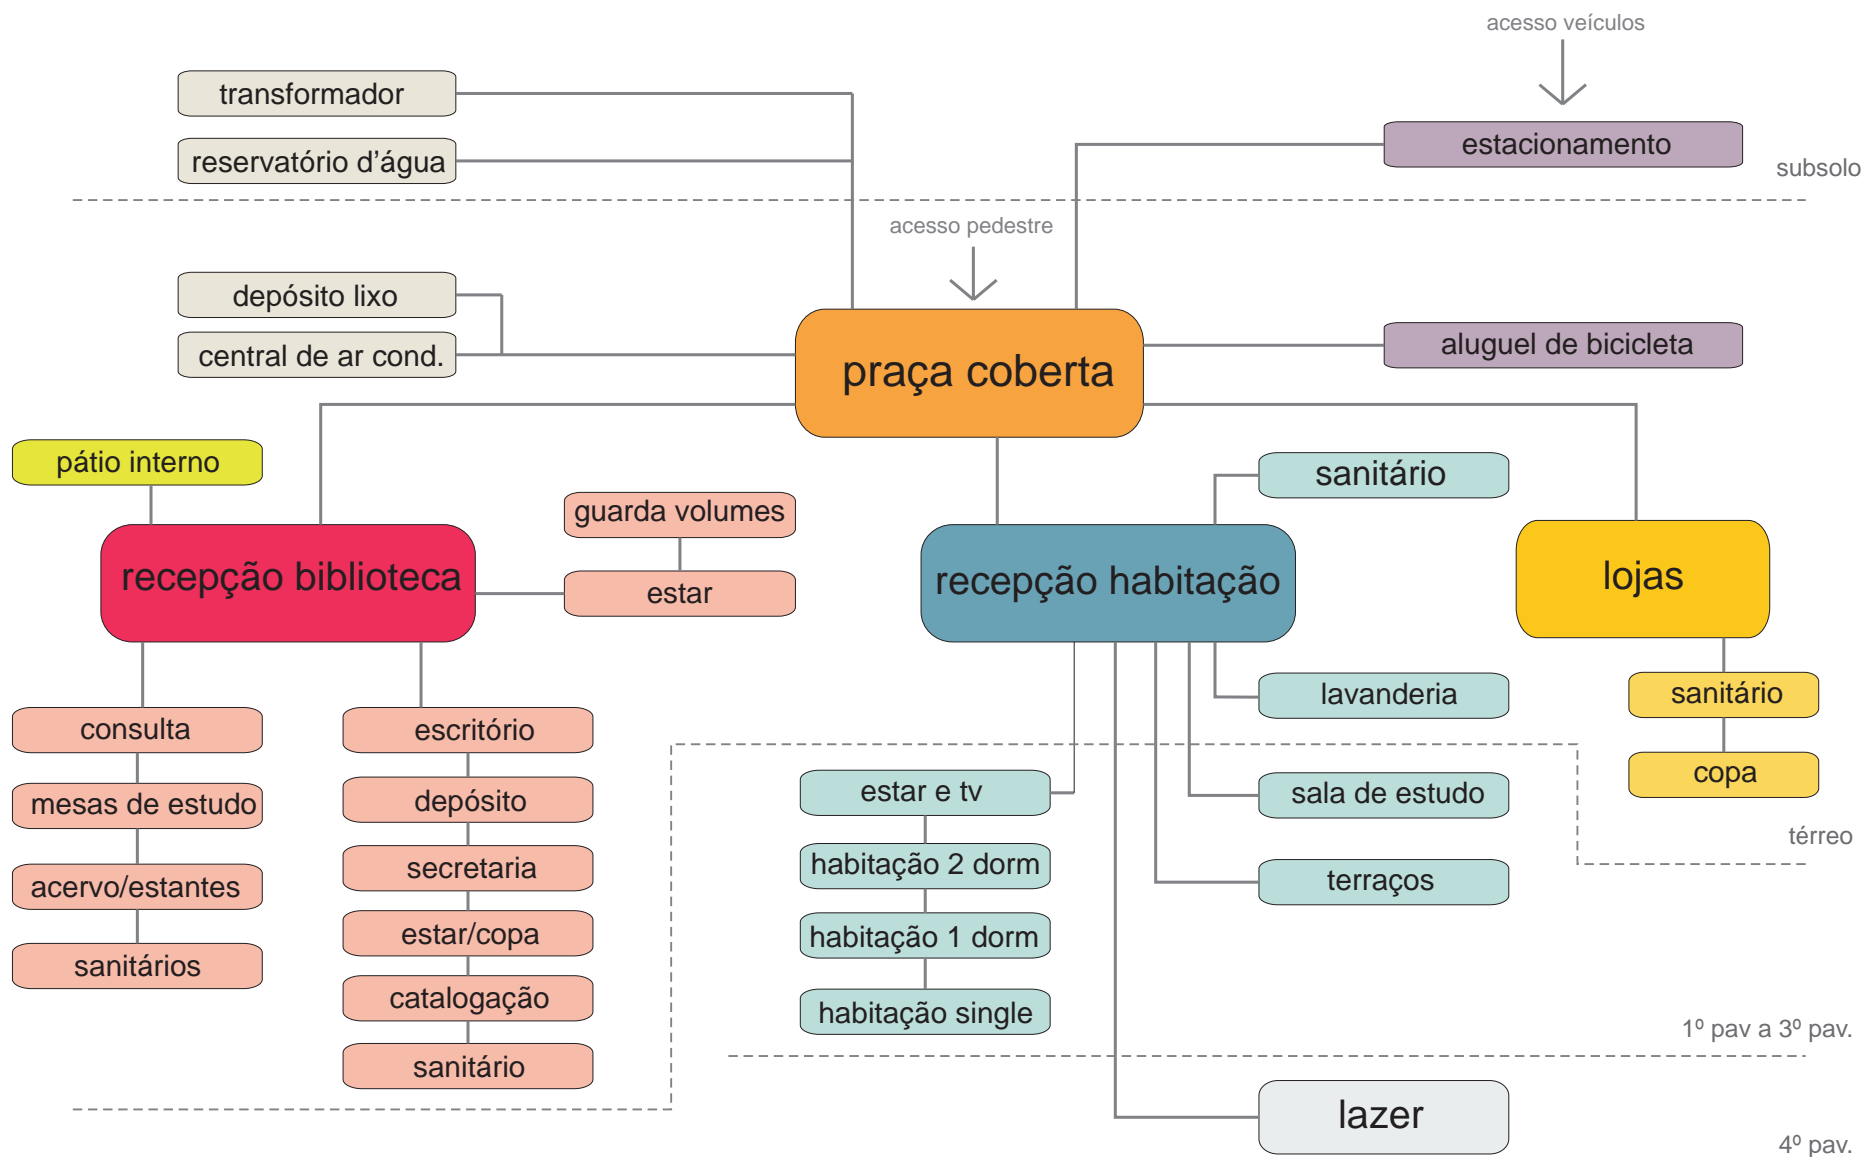 acesso veículos
transformador
estacionamento
reservatório d'água
subsolo
acesso pedestre
depósito lixo
central de ar cond.
aluguel de bicicleta
praça coberta
pátio interno
sanitário
guarda volumes
recepção biblioteca
recepção habitação
lojas
estar
lavanderia
sanitário
consulta
escritório
copa
estar e tv
sala de estudo
mesas de estudo
depósito
térreo
habitação 2 dorm
secretaria
terraços
acervo/estantes
estar/copa
habitação 1 dorm
sanitários
catalogação
habitação single
1º pav a 3º pav.
sanitário
lazer
4º pav.